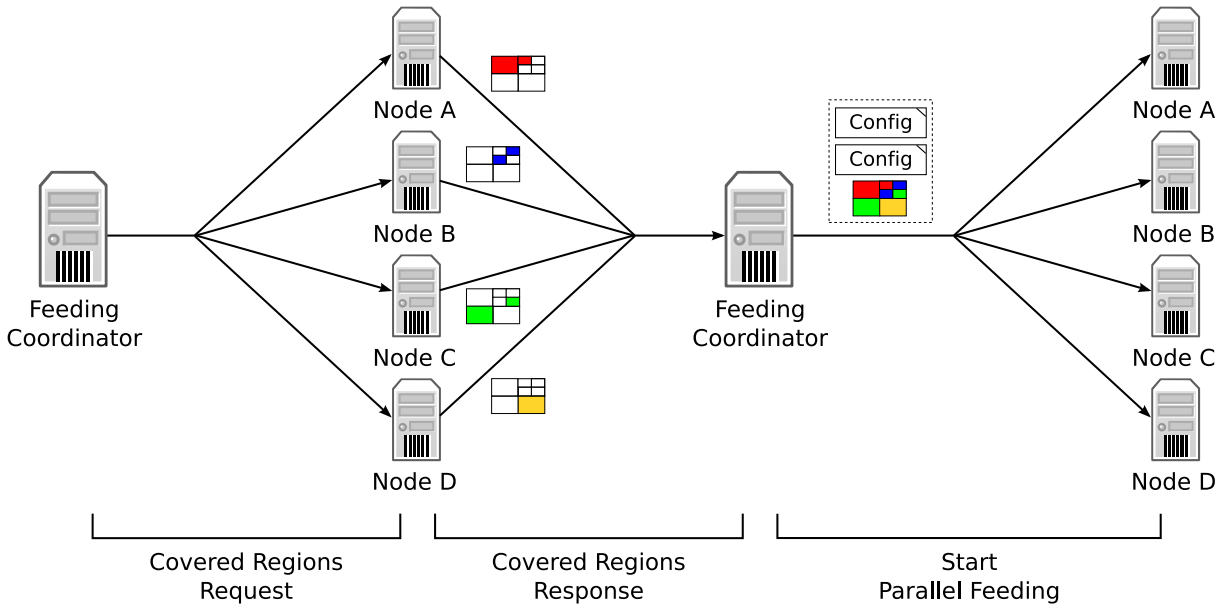 Node A
Node B
Node C
Node D
Feeding
Coordinator
Feeding
Coordinator
Config
Config
Node A
Node B
Node C
Node D
Covered Regions
Request
Covered Regions
Response
Start
Parallel Feeding